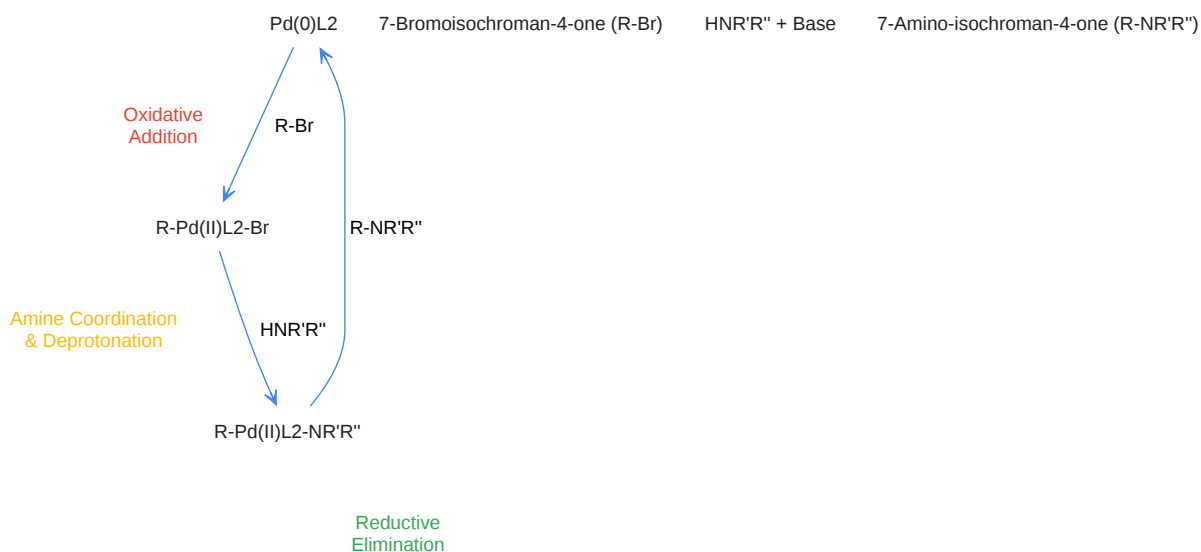 Pd(0)L2
7-Bromoisochroman-4-one (R-Br)
HNR'R" + Base
7-Amino-isochroman-4-one (R-NR'R")
Oxidative
Addition
R-Br
R-Pd(II)L2-Br
R-NR'R"
Amine Coordination
& Deprotonation
HNR'R"
R-Pd(II)L2-NR'R"
Reductive
Elimination